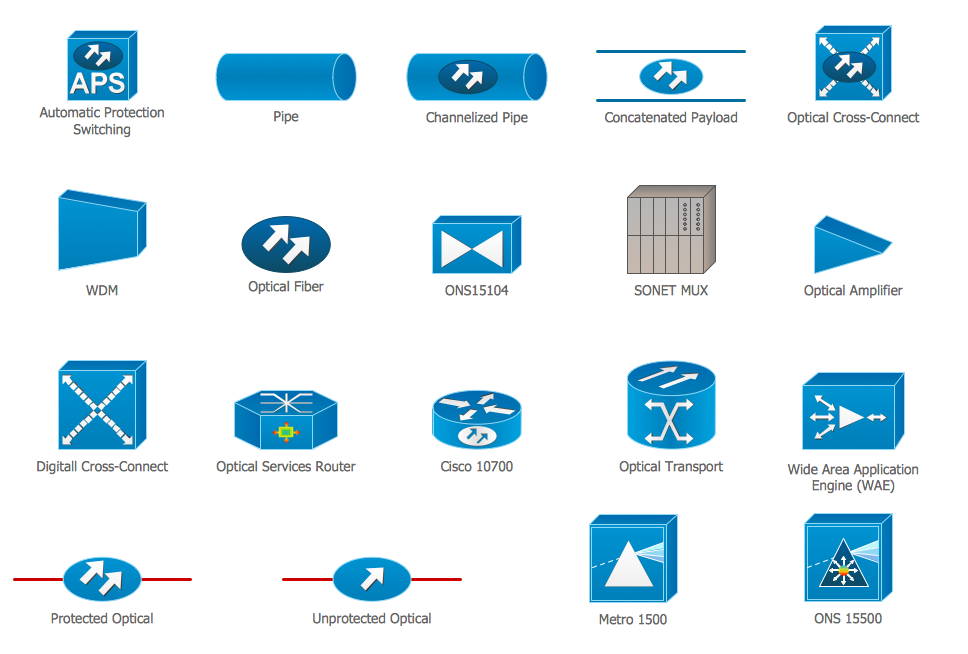 APS
Automatic Protection
Switching
Pipe
Channelized Pipe
Concatenated Payload
Optical Cross-Connect
WDM
Optical Fiber
ONS15104
SONET MUX
Optical Amplifier
Digitall Cross-Connect
Optical Services Router
Cisco 10700
Optical Transport
Wide Area Application
Engine (WAE)
Protected Optical
Unprotected Optical
Metro 1500
ONS 15500